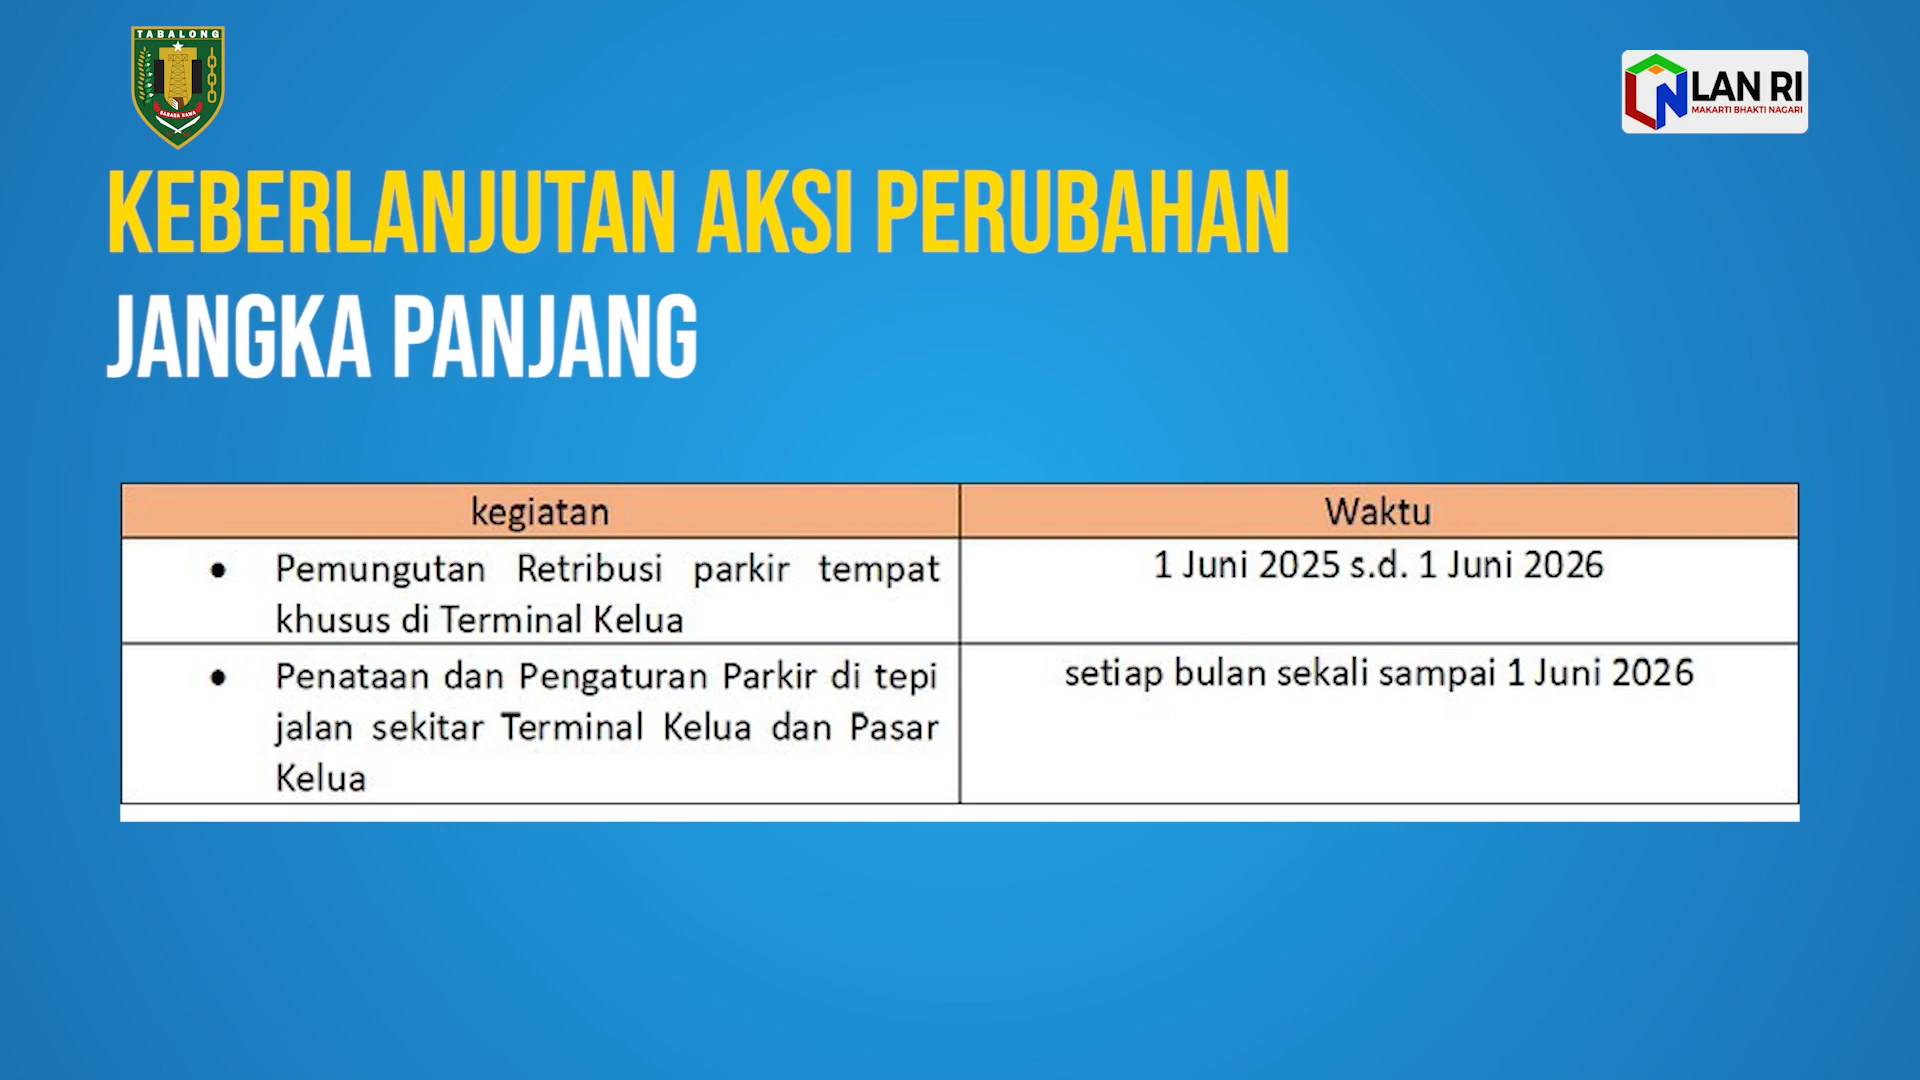 TABALONG
SARABA KAWA
LAN RI
MAKARTI BHAKTI NAGARI
KEBERLANJUTAN AKSI PERUBAHAN
JANGKA PANJANG
kegiatan
Waktu
• Pemungutan Retribusi parkir tempat
khusus di Terminal Kelua
1 Juni 2025 s.d. 1 Juni 2026
• Penataan dan Pengaturan Parkir di tepi
jalan sekitar Terminal Kelua dan Pasar
Kelua
setiap bulan sekali sampai 1 Juni 2026